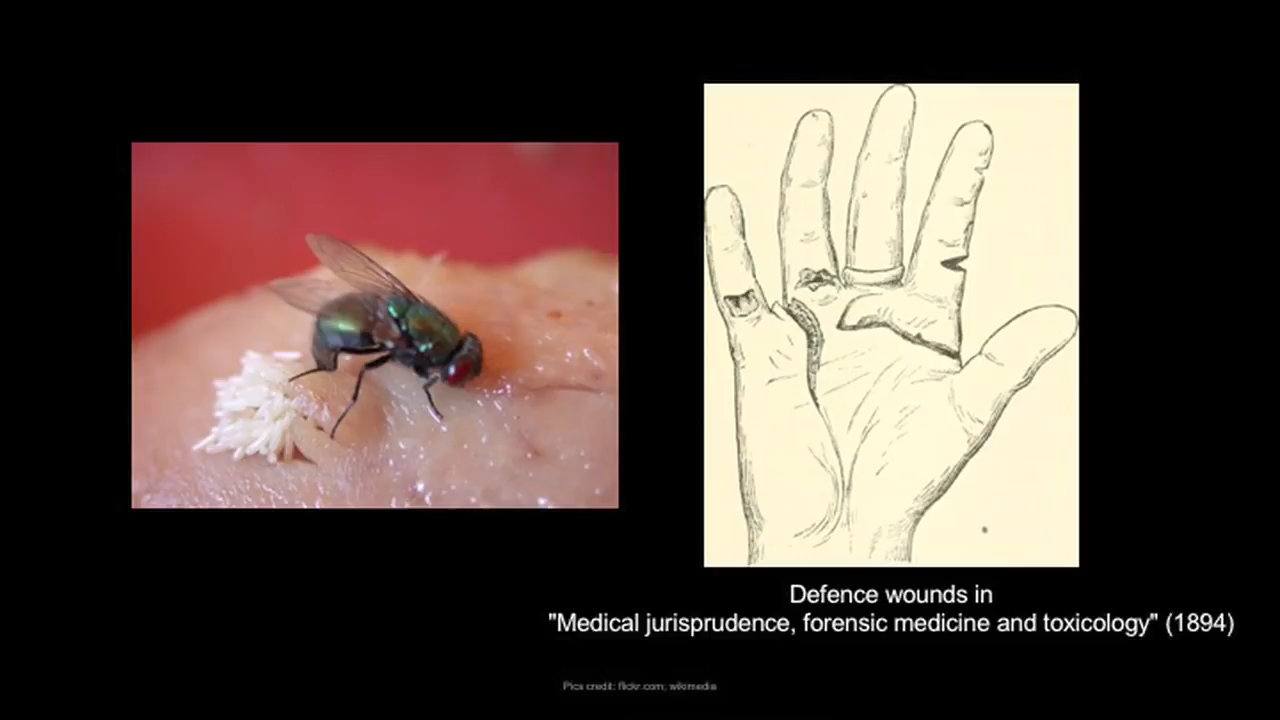 Defence wounds in
"Medical jurisprudence, forensic medicine and toxicology" (1894)
Pics credit: flickr.com; wikimedia